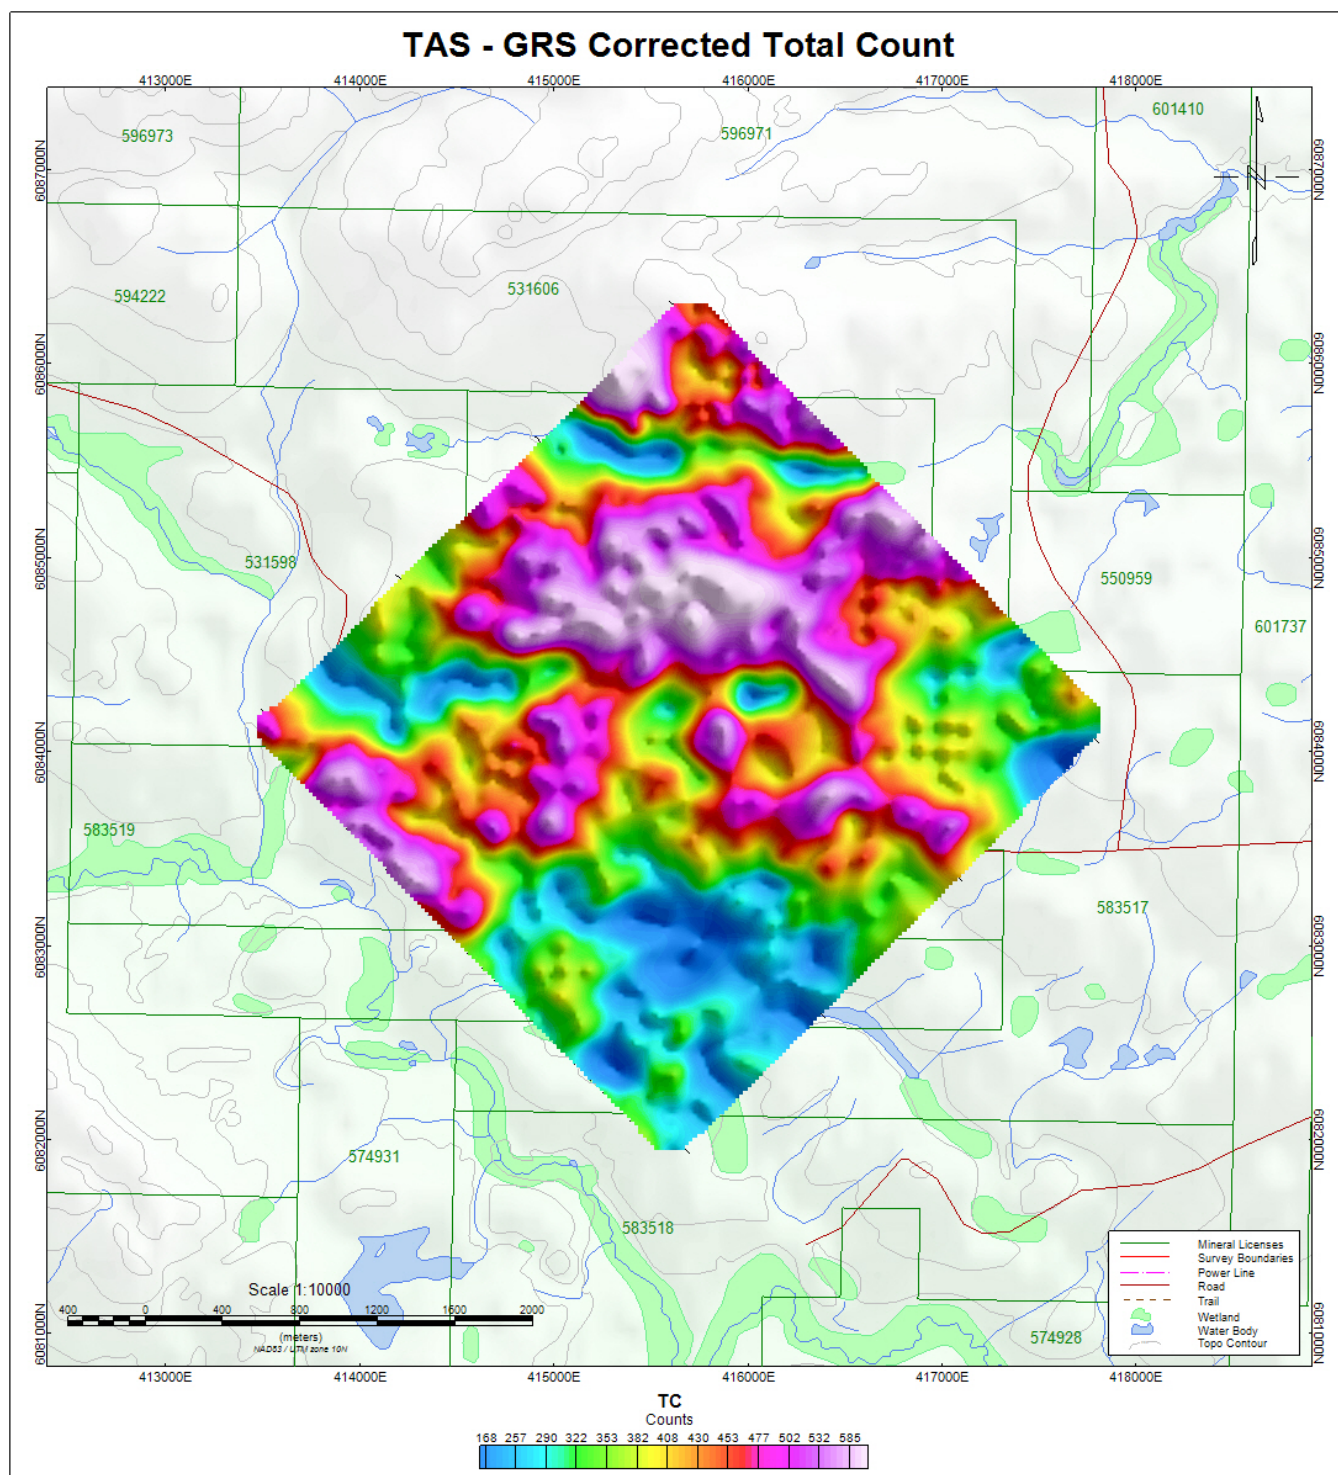 TAS - GRS Corrected Total Count
413000E 414000E 415000E 416000E 417000E 418000E
601410
596973
596971
6087000N
6087000N
594222
531606
6086000N
6086000N
531598
6085000N
6085000N
550959
601737
6084000N
6084000N
583519
583517
6083000N
6083000N
574931
6082000N
6082000N
583518
Mineral Licenses
Survey Boundaries
Power Line
Road
Trail
Wetland
Water Body
Topo Contour
Scale 1:10000
400 0 400 800 1200 1600 2000
(meters)
NAD83 / UTM zone 10N
6081000N
6081000N
574928
413000E 414000E 415000E 416000E 417000E 418000E
TC
Counts
168 257 290 322 353 382 408 430 453 477 502 532 585